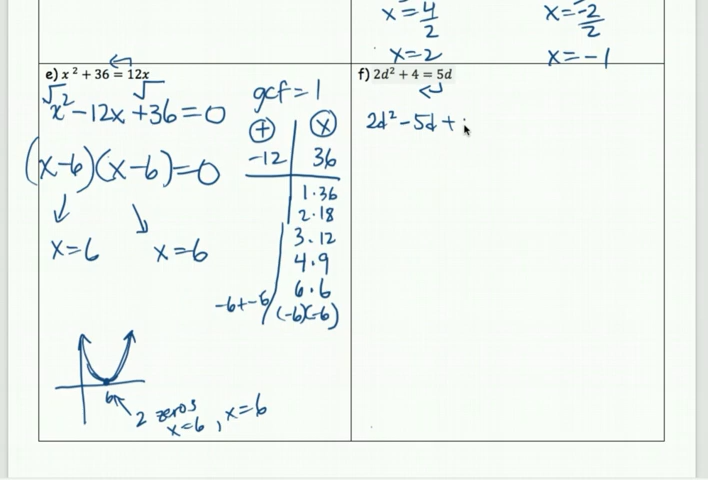 x = 4/2
x = 2
x = -2/2
x = -1
e) x² + 36 = 12x
√x² - 12x + √36 = 0
(x-6)(x-6)=0
x=6 x=6
gcf = 1
+ x
-12 36
1·36
2·18
3·12
4·9
6·6
-6+-6 (-6)(-6)
6
2 zeros
x=6, x=6
f) 2d² + 4 = 5d
2d² - 5d +